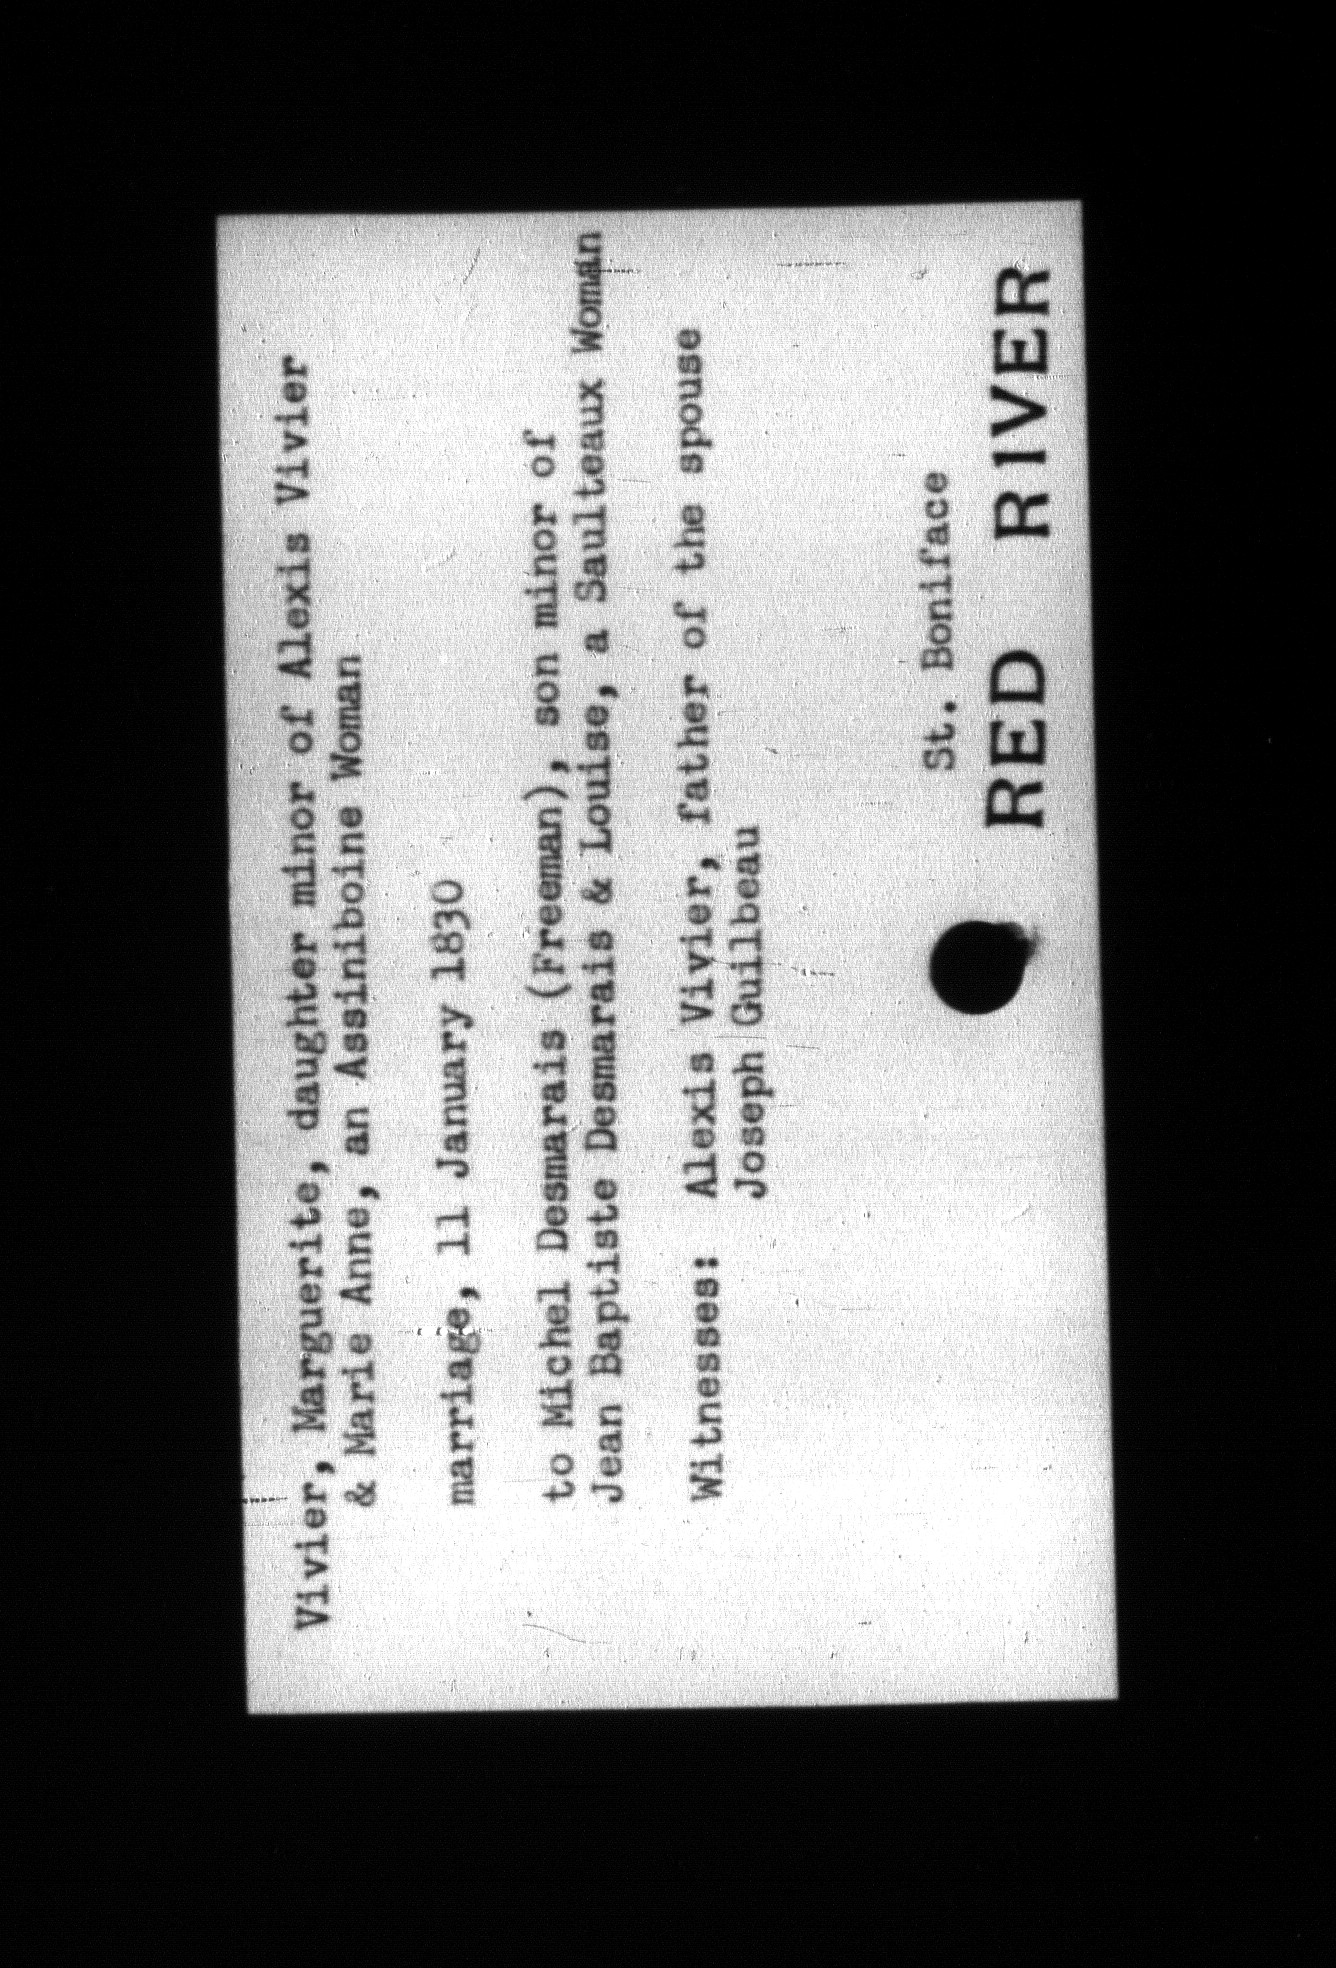 Vivier, Marguerite, daughter minor of Alexis Vivier
& Marie Anne, an Assiniboine Woman
marriage, 11 January 1830
to Michel Desmarais (Freeman), son minor of
Jean Baptiste Desmarais & Louise, a Saulteaux Woman
Witnesses: Alexis Vivier, father of the spouse
Joseph Guilbeau
St. Boniface
RED RIVER